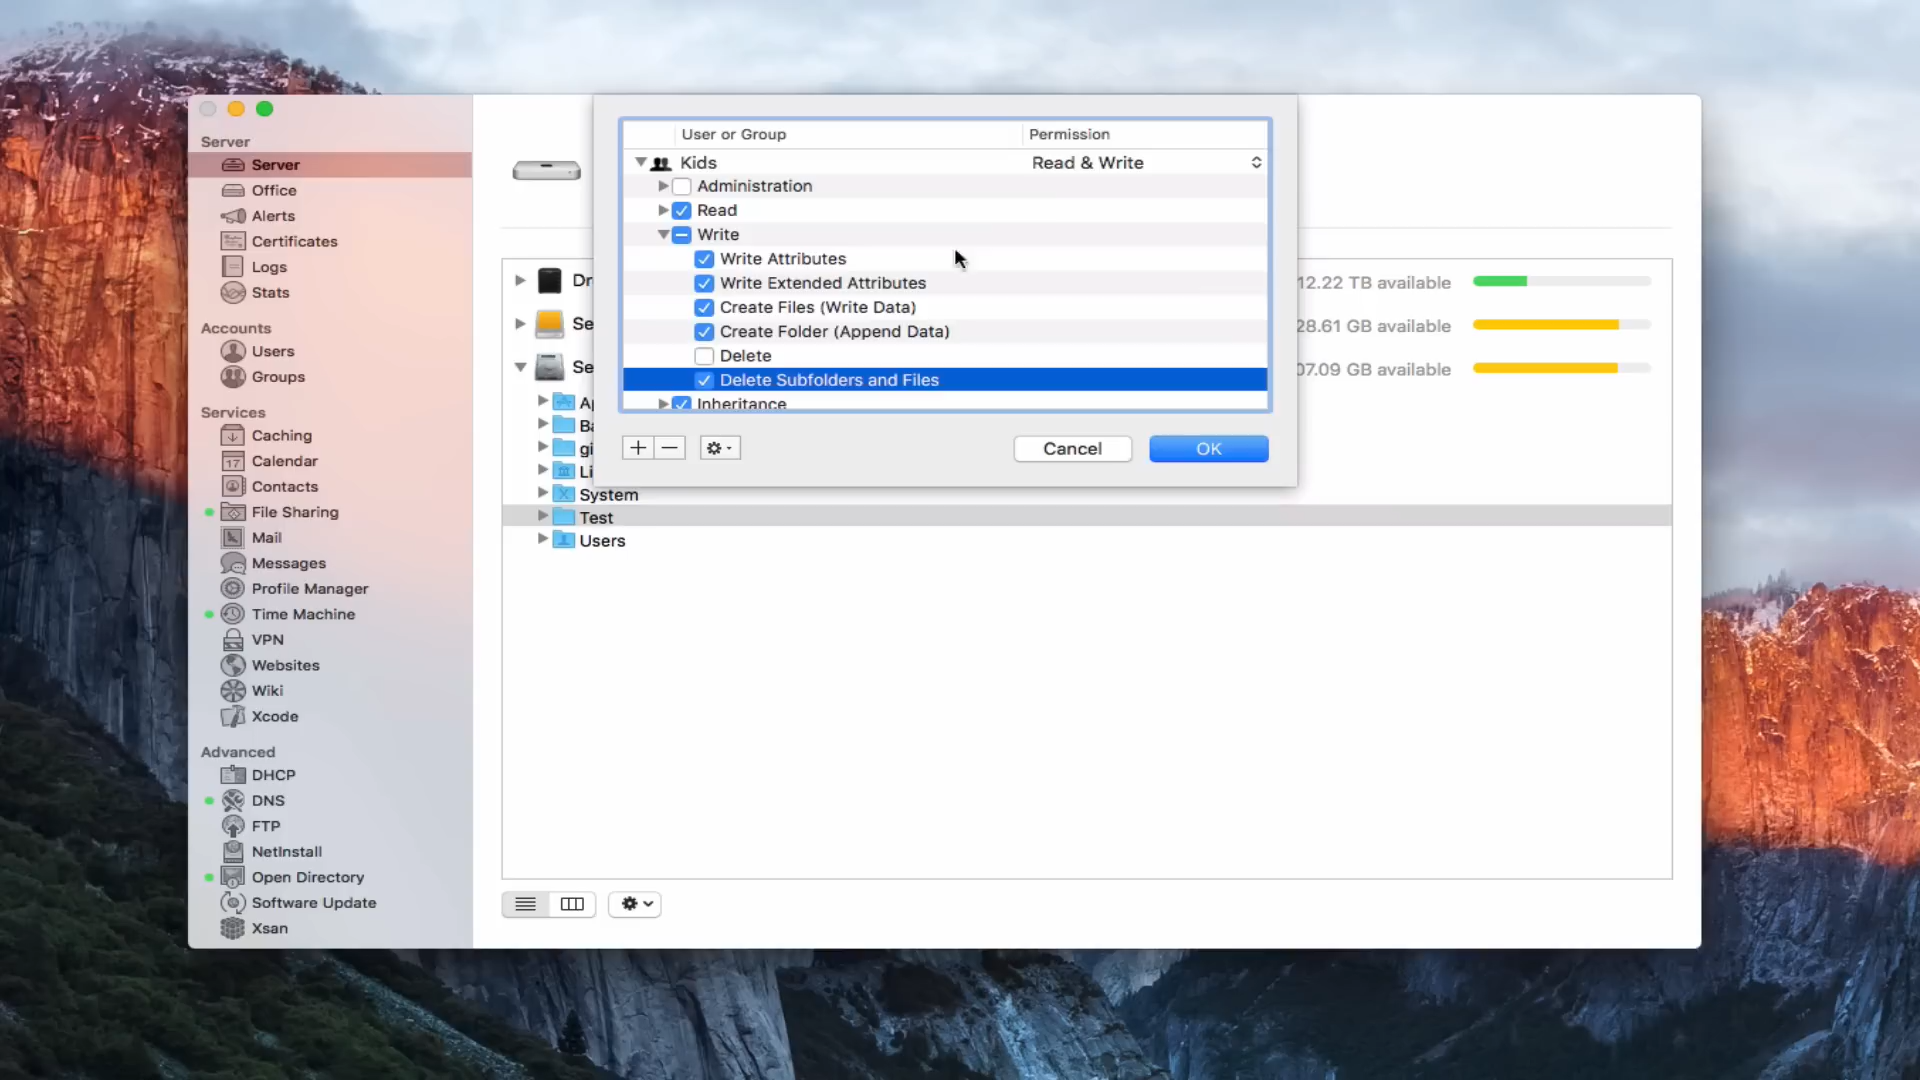 Server
Server
Office
Alerts
Certificates
Logs
Stats
Accounts
Users
Groups
Services
Caching
17
Calendar
Contacts
File Sharing
Mail
Messages
Profile Manager
Time Machine
VPN
Websites
Wiki
Xcode
Advanced
DHCP
DNS
FTP
NetInstall
Open Directory
Software Update
Xsan
User or Group Permission
Kids Read & Write
Administration
Read
Write
Write Attributes
Write Extended Attributes
Create Files (Write Data)
Create Folder (Append Data)
Delete
Delete Subfolders and Files
Inheritance
Cancel OK
Dr 12.22 TB available
Se 28.61 GB available
Se 07.09 GB available
Ap
Ba
gi
Li
System
Test
Users